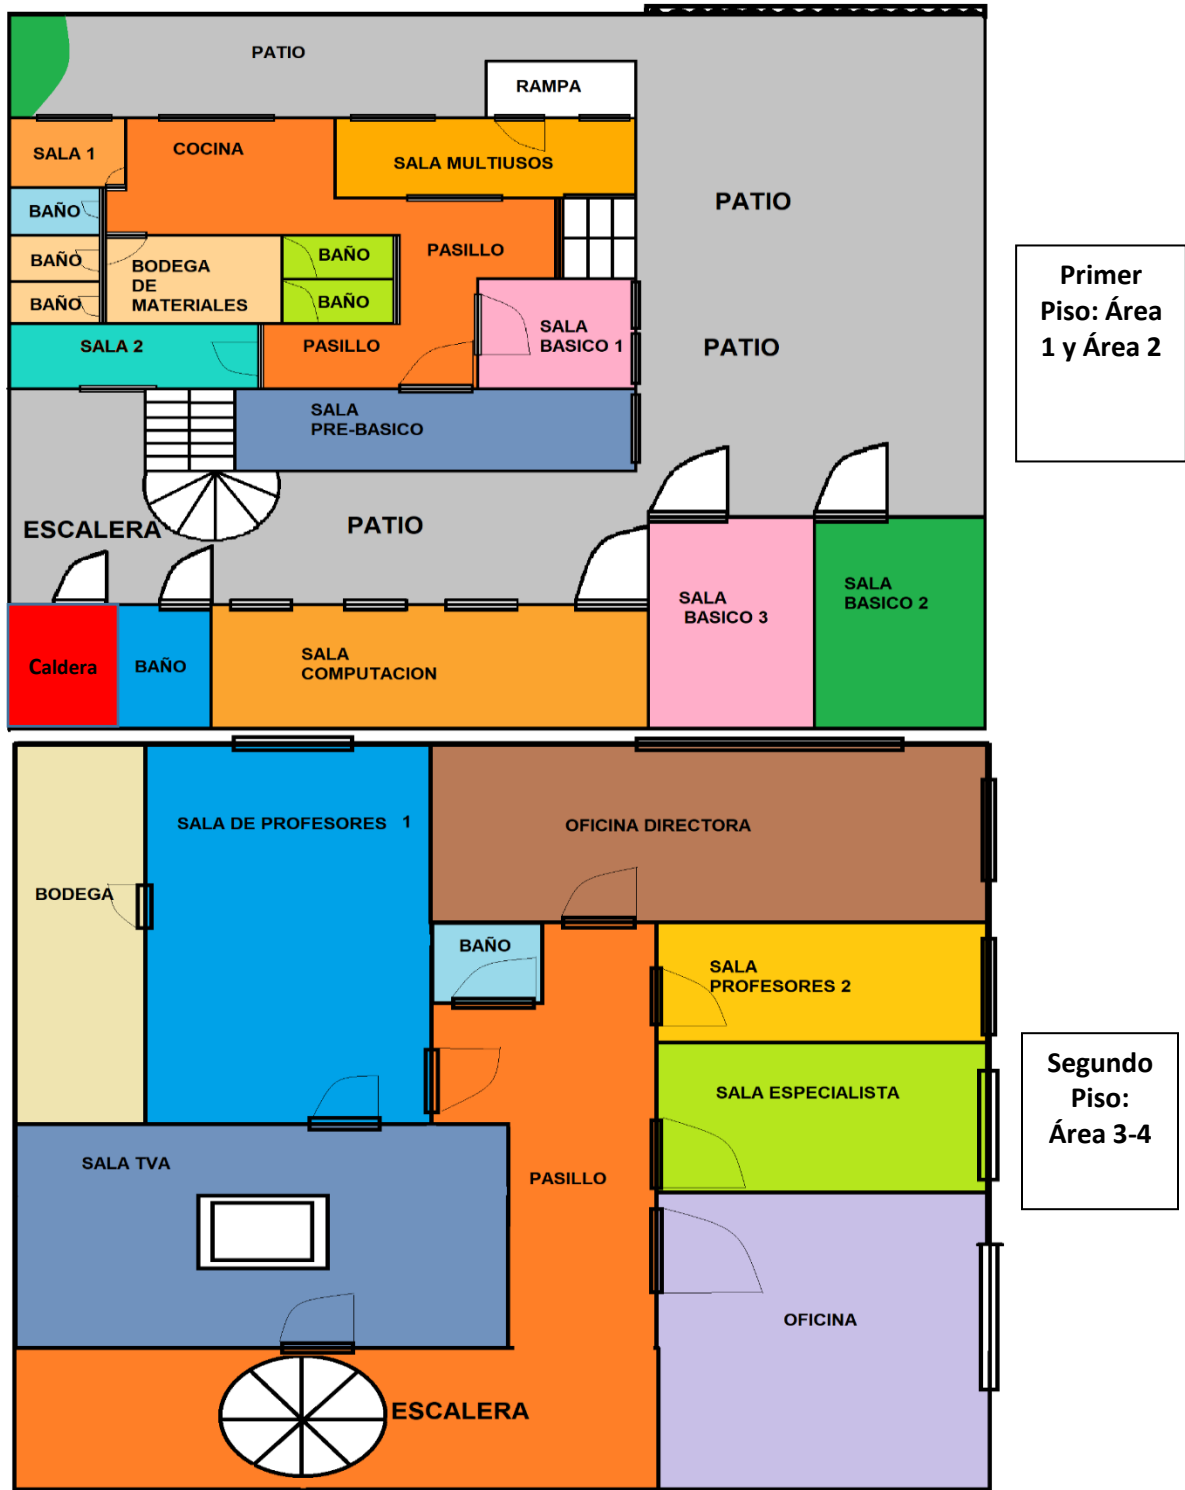 PATIO
RAMPA
SALA 1
COCINA
SALA MULTIUSOS
BAÑO
PATIO
BAÑO
BODEGA
DE
MATERIALES
BAÑO
PASILLO
BAÑO
BAÑO
SALA
BASICO 1
SALA 2
PASILLO
PATIO
SALA
PRE-BASICO
ESCALERA
PATIO
SALA
BASICO 3
SALA
BASICO 2
Caldera
BAÑO
SALA
COMPUTACION
Primer
Piso: Área
1 y Área 2
SALA DE PROFESORES 1
OFICINA DIRECTORA
BODEGA
BAÑO
SALA
PROFESORES 2
SALA ESPECIALISTA
SALA TVA
PASILLO
OFICINA
ESCALERA
Segundo
Piso:
Área 3-4